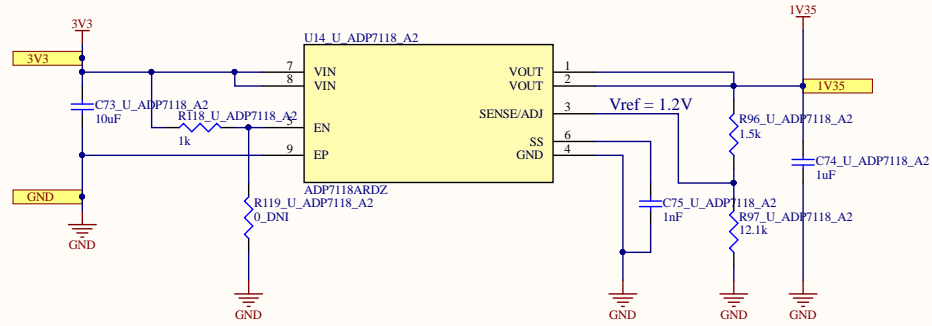 3V3
1V35
U14_U_ADP7118_A2
3V3
7
VIN
VOUT
1
8
VIN
VOUT
2
1V35
C73_U_ADP7118_A2
10uF
R118_U_ADP7118_A2
1k
5
EN
SENSE/ADJ
3
Vref = 1.2V
R96_U_ADP7118_A2
1.5k
9
EP
SS
6
GND
4
C74_U_ADP7118_A2
1uF
ADP7118ARDZ
GND
R119_U_ADP7118_A2
0_DNI
C75_U_ADP7118_A2
1nF
R97_U_ADP7118_A2
12.1k
GND
GND
GND
GND
GND